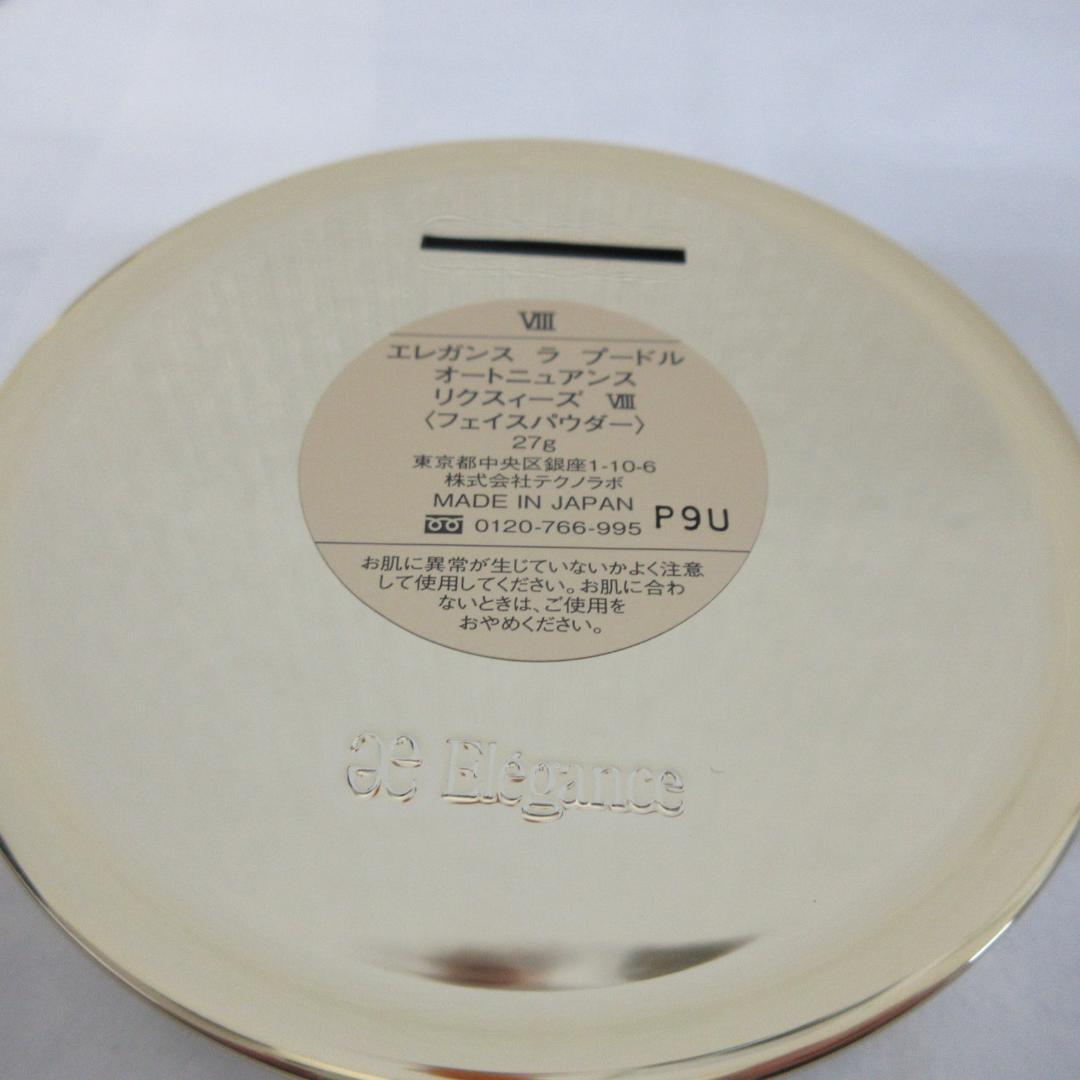 VIII
エレガンス ラ プードル
オートニュアンス
リクスィーズ VIII
〈フェイスパウダー〉
27g
東京都中央区銀座1-10-6
株式会社テクノラボ
MADE IN JAPAN
0120-766-995 P9U
お肌に異常が生じていないかよく注意
して使用してください。お肌に合わ
ないときは、ご使用を
おやめください。
Elégance